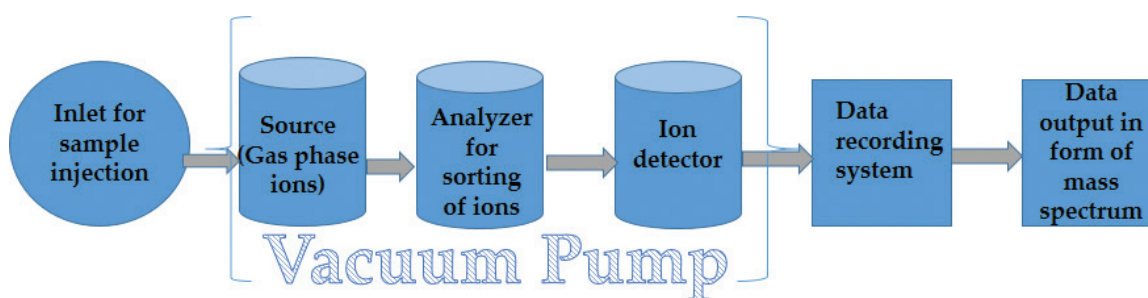 Inlet for
sample
injection
Source
(Gas phase
ions)
Analyzer
for
sorting
of ions
Ion
detector
Data
recording
system
Data
output in
form of
mass
spectrum
Vacuum Pump